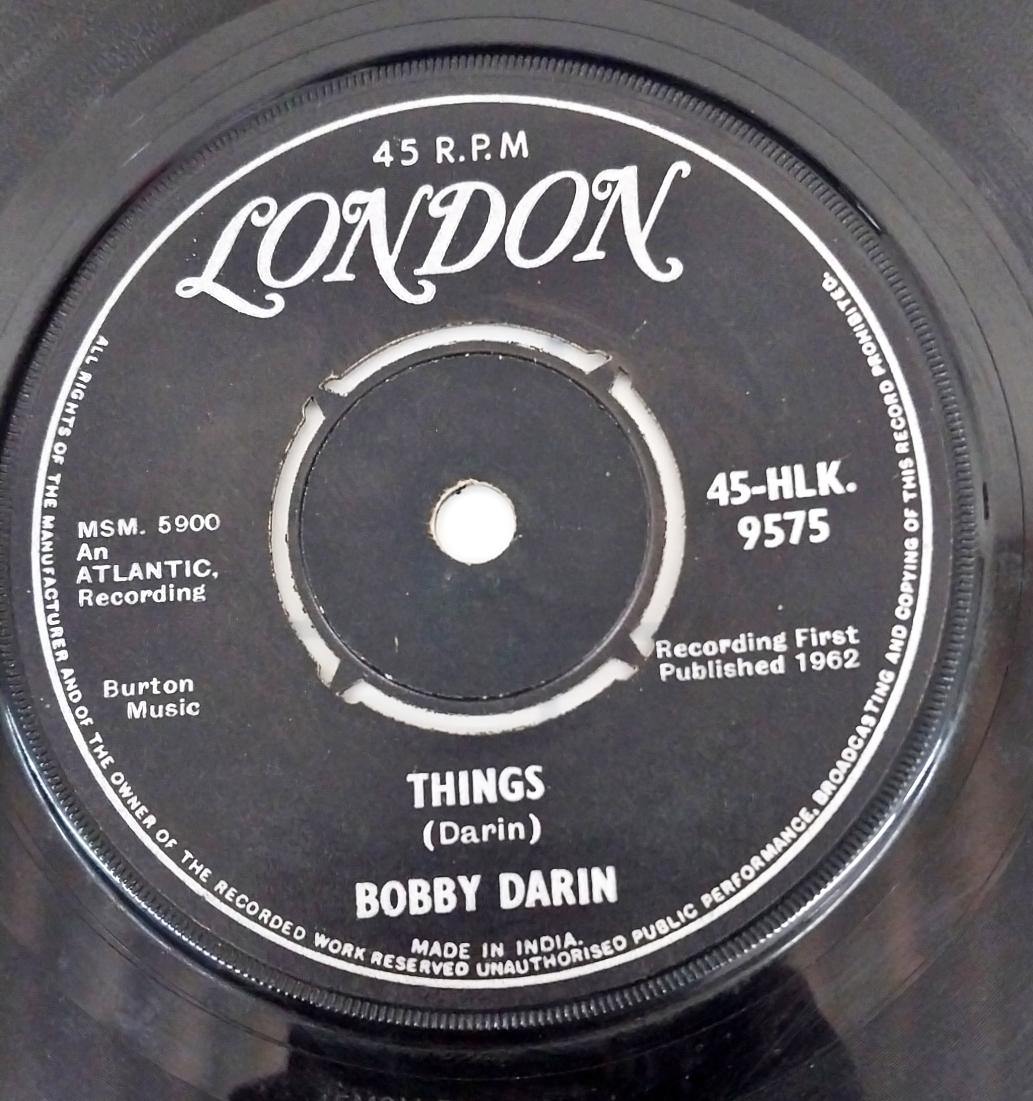 45 R.P.M
LONDON
MSM. 5900
An
ATLANTIC,
Recording
Burton
Music
45-HLK.
9575
Recording First
Published 1962
THINGS
(Darin)
BOBBY DARIN
MADE IN INDIA.
ALL RIGHTS OF THE MANUFACTURER AND OF THE OWNER OF THE RECORDED WORK RESERVED UNAUTHORISED PUBLIC PERFORMANCE, BROADCASTING AND COPYING OF THIS RECORD PROHIBITED.